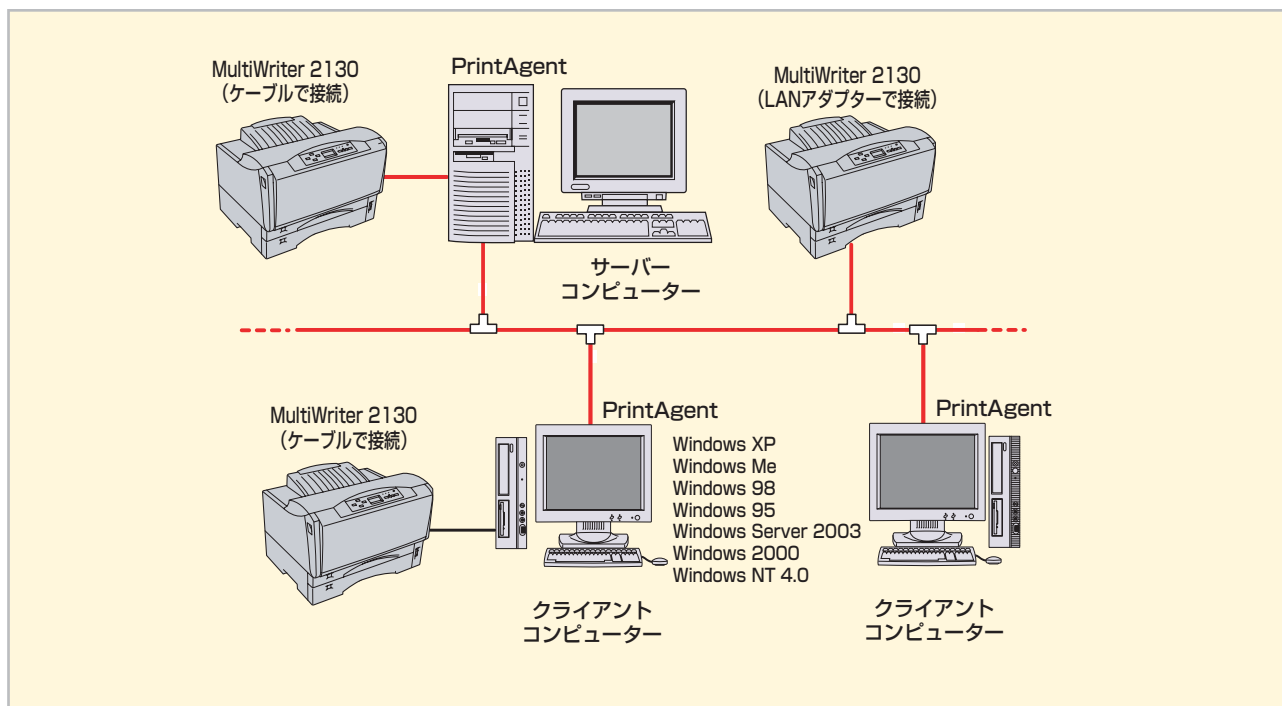 MultiWriter 2130
（ケーブルで接続）
PrintAgent
MultiWriter 2130
（LANアダプターで接続）
サーバー
コンピューター
MultiWriter 2130
（ケーブルで接続）
PrintAgent
Windows XP
Windows Me
Windows 98
Windows 95
Windows Server 2003
Windows 2000
Windows NT 4.0
クライアント
コンピューター
PrintAgent
クライアント
コンピューター